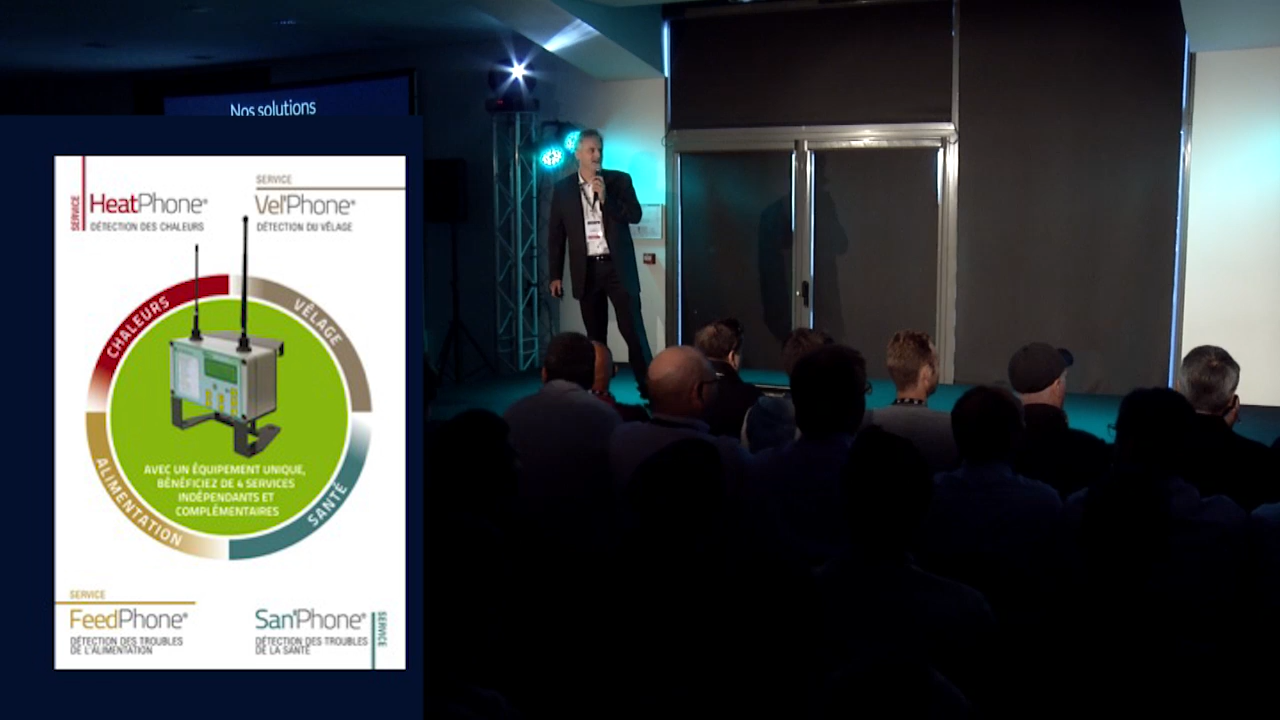 Nos solutions
SERVICE
HeatPhone®
DÉTECTION DES CHALEURS
SERVICE
Vel'Phone®
DÉTECTION DU VÊLAGE
CHALEURS
VÊLAGE
AVEC UN ÉQUIPEMENT UNIQUE,
BÉNÉFICIEZ DE 4 SERVICES
INDÉPENDANTS ET
COMPLÉMENTAIRES
ALIMENTATION
SANTÉ
SERVICE
FeedPhone®
DÉTECTION DES TROUBLES
DE L'ALIMENTATION
San'Phone®
DÉTECTION DES TROUBLES
DE LA SANTÉ
SERVICE